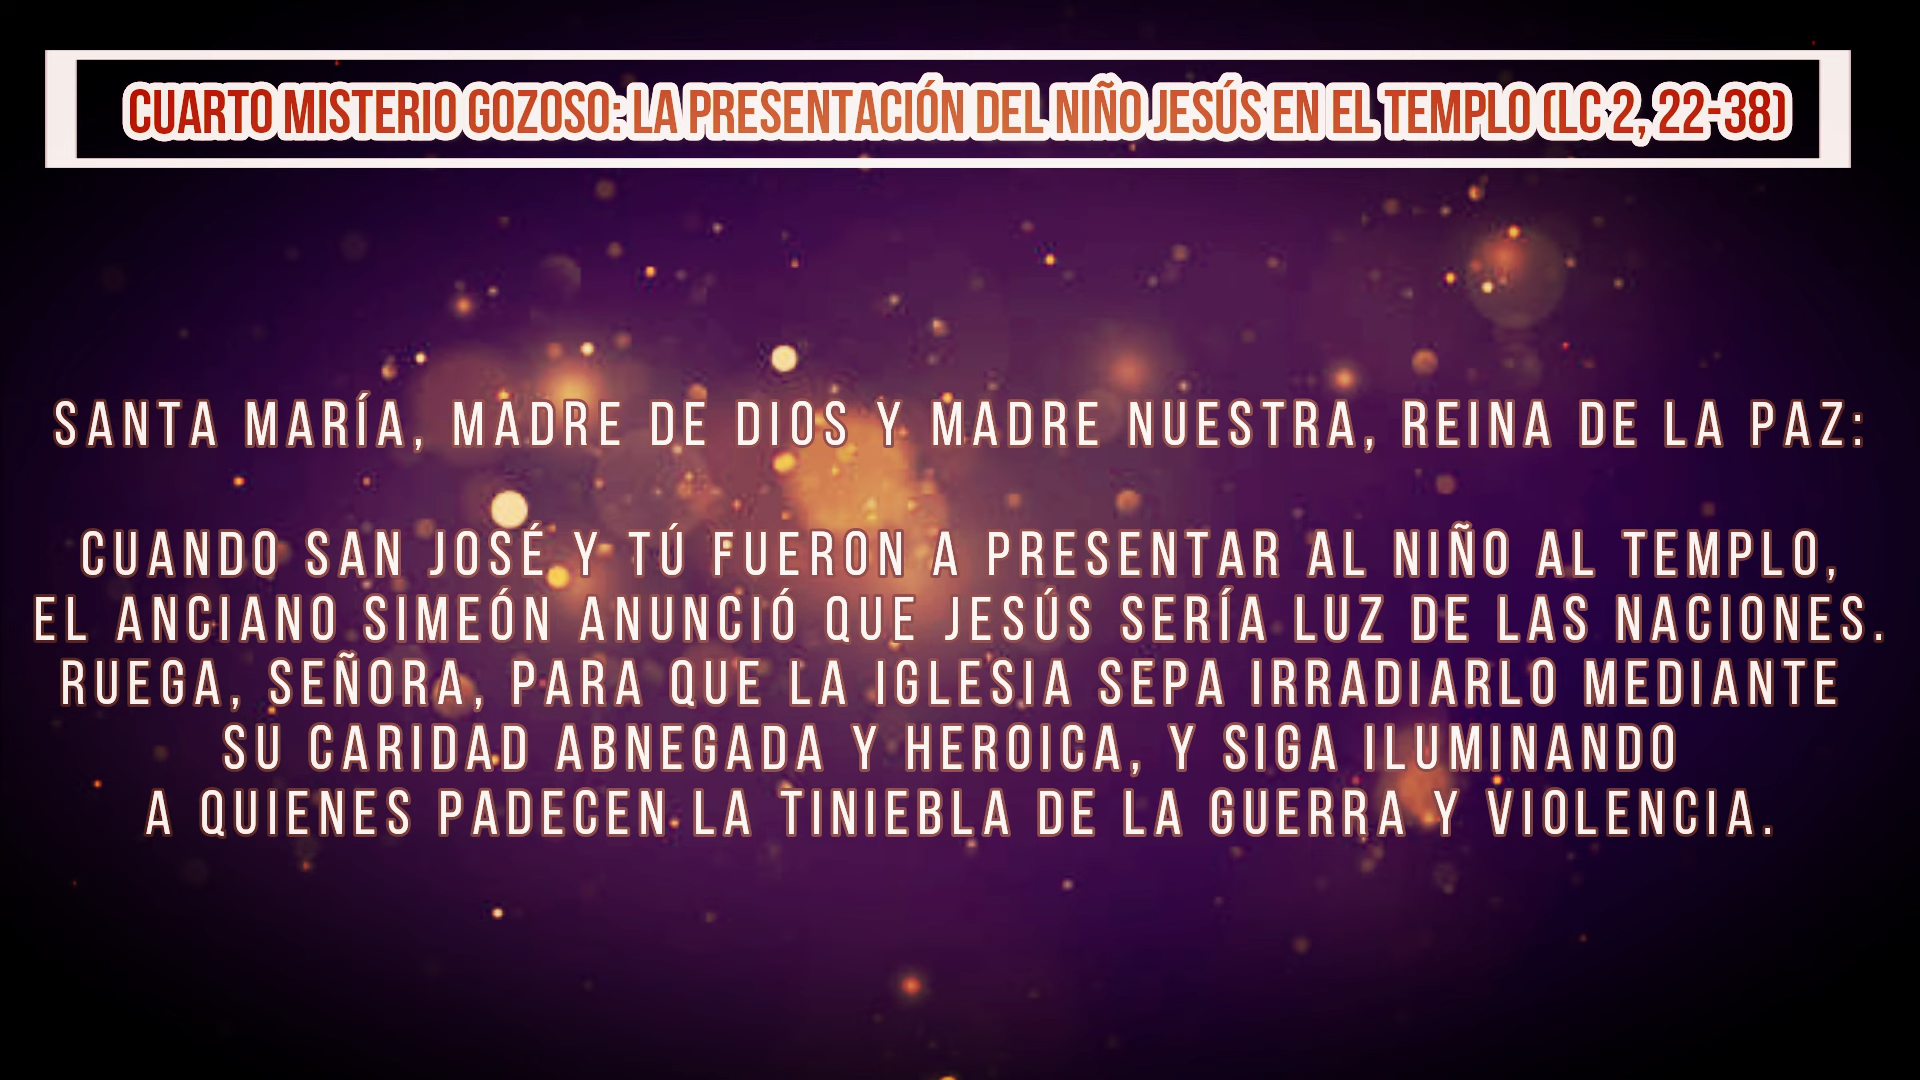 CUARTO MISTERIO GOZOSO: LA PRESENTACIÓN DEL NIÑO JESÚS EN EL TEMPLO (LC 2, 22-38)
SANTA MARÍA, MADRE DE DIOS Y MADRE NUESTRA, REINA DE LA PAZ:
CUANDO SAN JOSÉ Y TÚ FUERON A PRESENTAR AL NIÑO AL TEMPLO,
EL ANCIANO SIMEÓN ANUNCIÓ QUE JESÚS SERÍA LUZ DE LAS NACIONES.
RUEGA, SEÑORA, PARA QUE LA IGLESIA SEPA IRRADIARLO MEDIANTE
SU CARIDAD ABNEGADA Y HEROICA, Y SIGA ILUMINANDO
A QUIENES PADECEN LA TINIEBLA DE LA GUERRA Y VIOLENCIA.